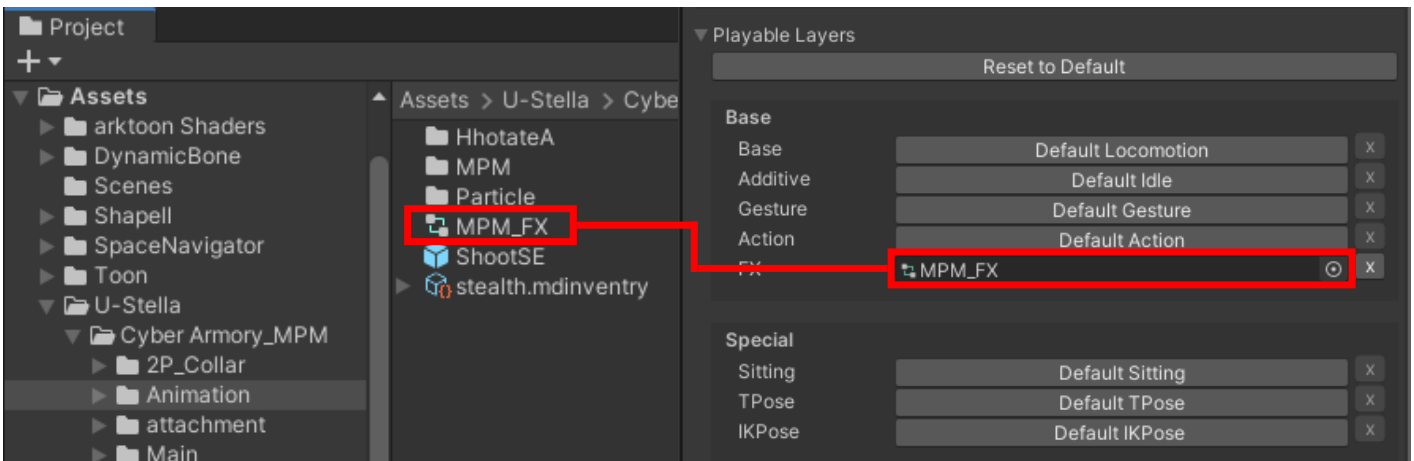 Project
Assets
arktoon Shaders
DynamicBone
Scenes
Shapell
SpaceNavigator
Toon
U-Stella
Cyber Armory_MPM
2P_Collar
Animation
attachment
Main
Assets > U-Stella > Cybe
HhotateA
MPM
Particle
MPM_FX
ShootSE
stealth.mdinventry
Playable Layers
Reset to Default
Base
Base Default Locomotion X
Additive Default Idle X
Gesture Default Gesture X
Action Default Action X
FX MPM_FX X
Special
Sitting Default Sitting X
TPose Default TPose X
IKPose Default IKPose X